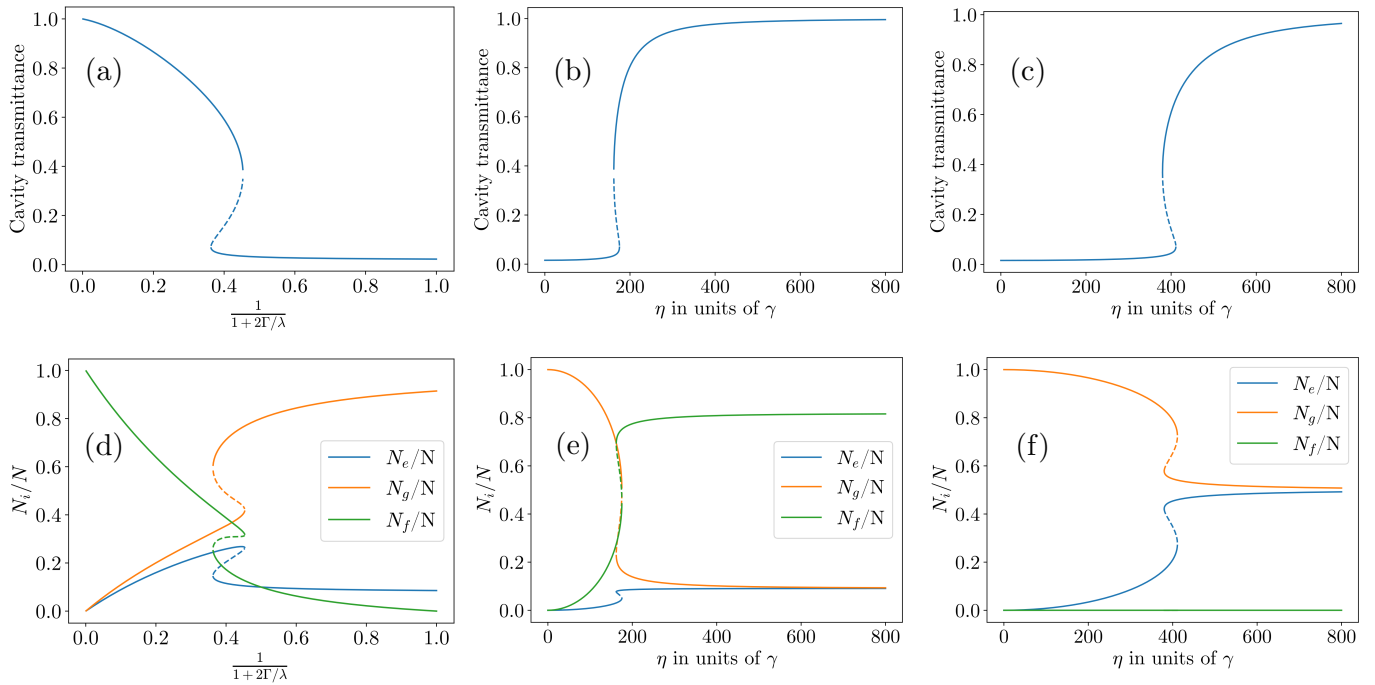 Cavity transmittance
1.0
0.8
0.6
0.4
0.2
0.0
(a)
0.0 0.2 0.4 0.6 0.8 1.0
1/(1+2Γ/λ)
Cavity transmittance
1.0
0.8
0.6
0.4
0.2
0.0
(b)
0 200 400 600 800
η in units of γ
Cavity transmittance
1.0
0.8
0.6
0.4
0.2
0.0
(c)
0 200 400 600 800
η in units of γ
N_i/N
1.0
0.8
0.6
0.4
0.2
0.0
(d)
N_e/N
N_g/N
N_f/N
0.0 0.2 0.4 0.6 0.8 1.0
1/(1+2Γ/λ)
N_i/N
1.0
0.8
0.6
0.4
0.2
0.0
(e)
N_e/N
N_g/N
N_f/N
0 200 400 600 800
η in units of γ
N_i/N
1.0
0.8
0.6
0.4
0.2
0.0
(f)
N_e/N
N_g/N
N_f/N
0 200 400 600 800
η in units of γ